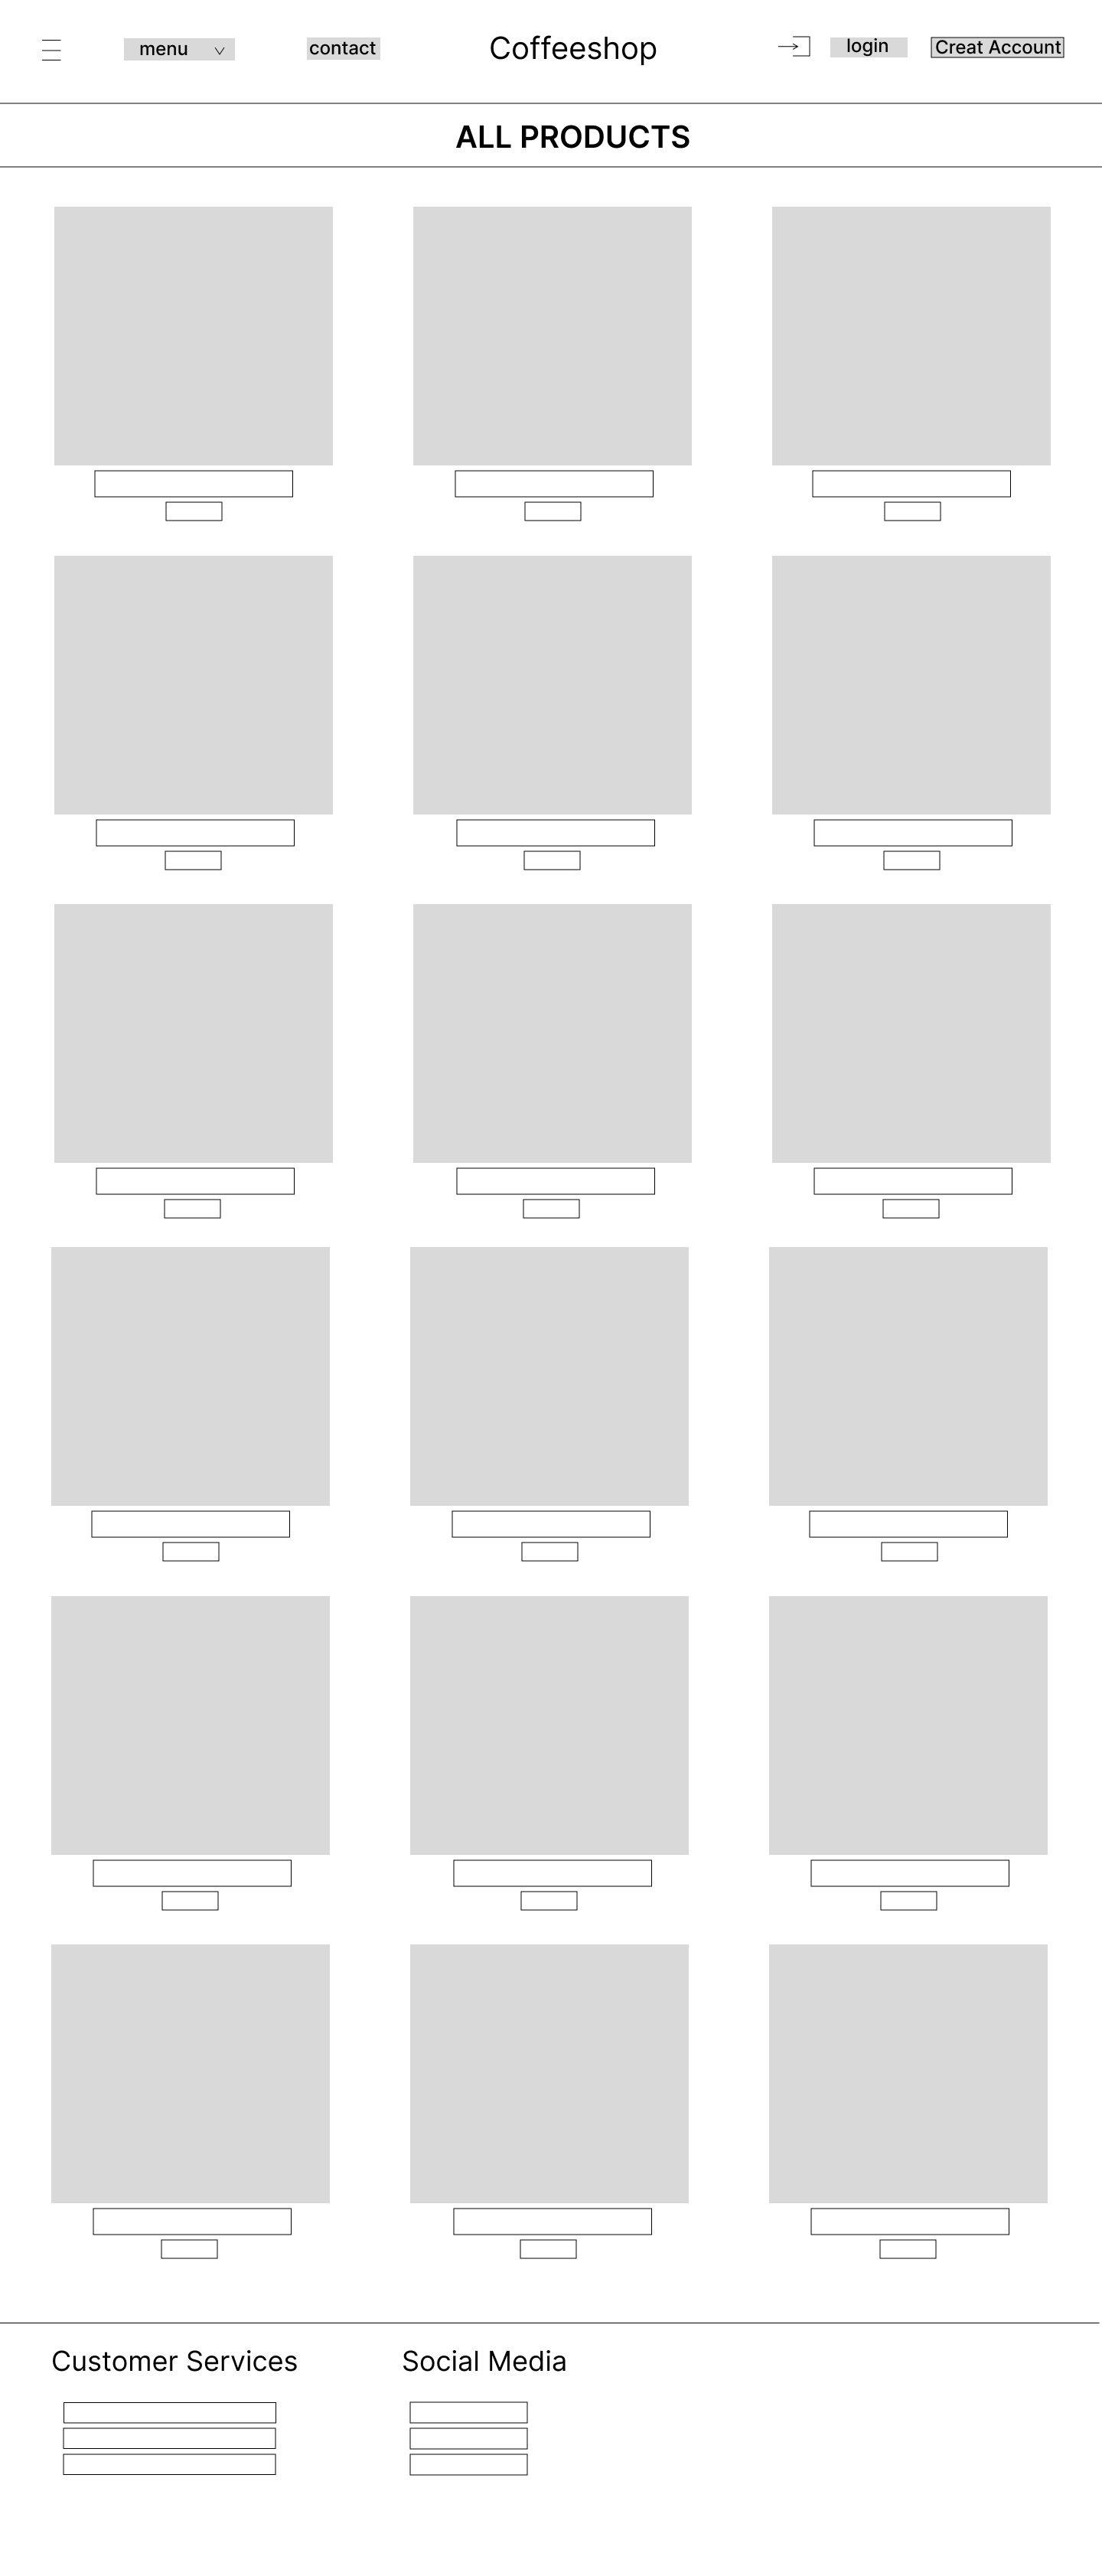 menu
contact
Coffeeshop
login
Creat Account
ALL PRODUCTS
Customer Services
Social Media